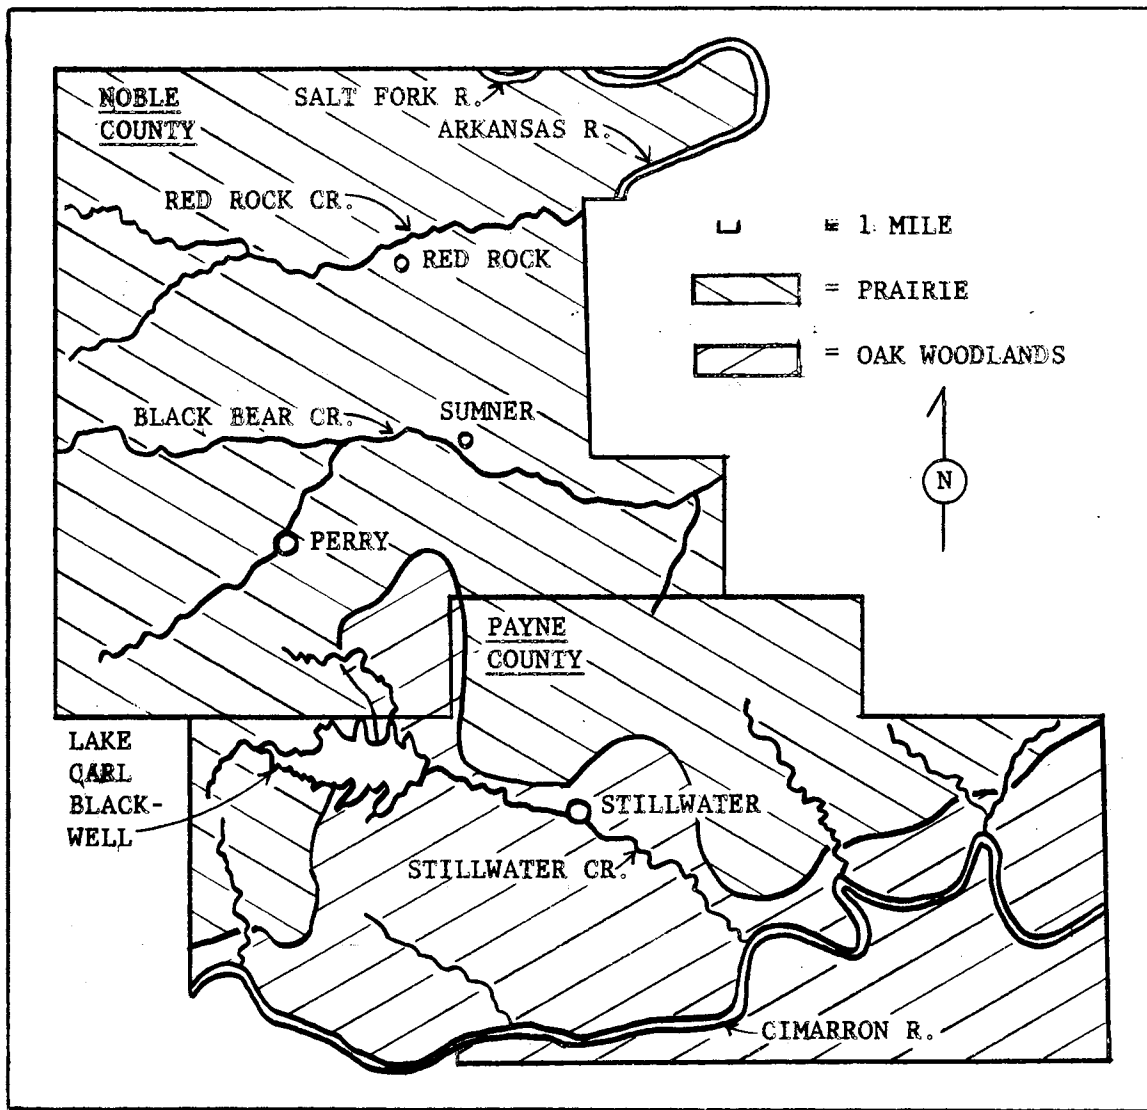 NOBLE
COUNTY
SALT FORK R.
ARKANSAS R.
RED ROCK CR.
= 1 MILE
RED ROCK
= PRAIRIE
= OAK WOODLANDS
BLACK BEAR CR.
SUMNER
N
PERRY
PAYNE
COUNTY
LAKE
CARL
BLACK-
WELL
STILLWATER
STILLWATER CR.
CIMARRON R.